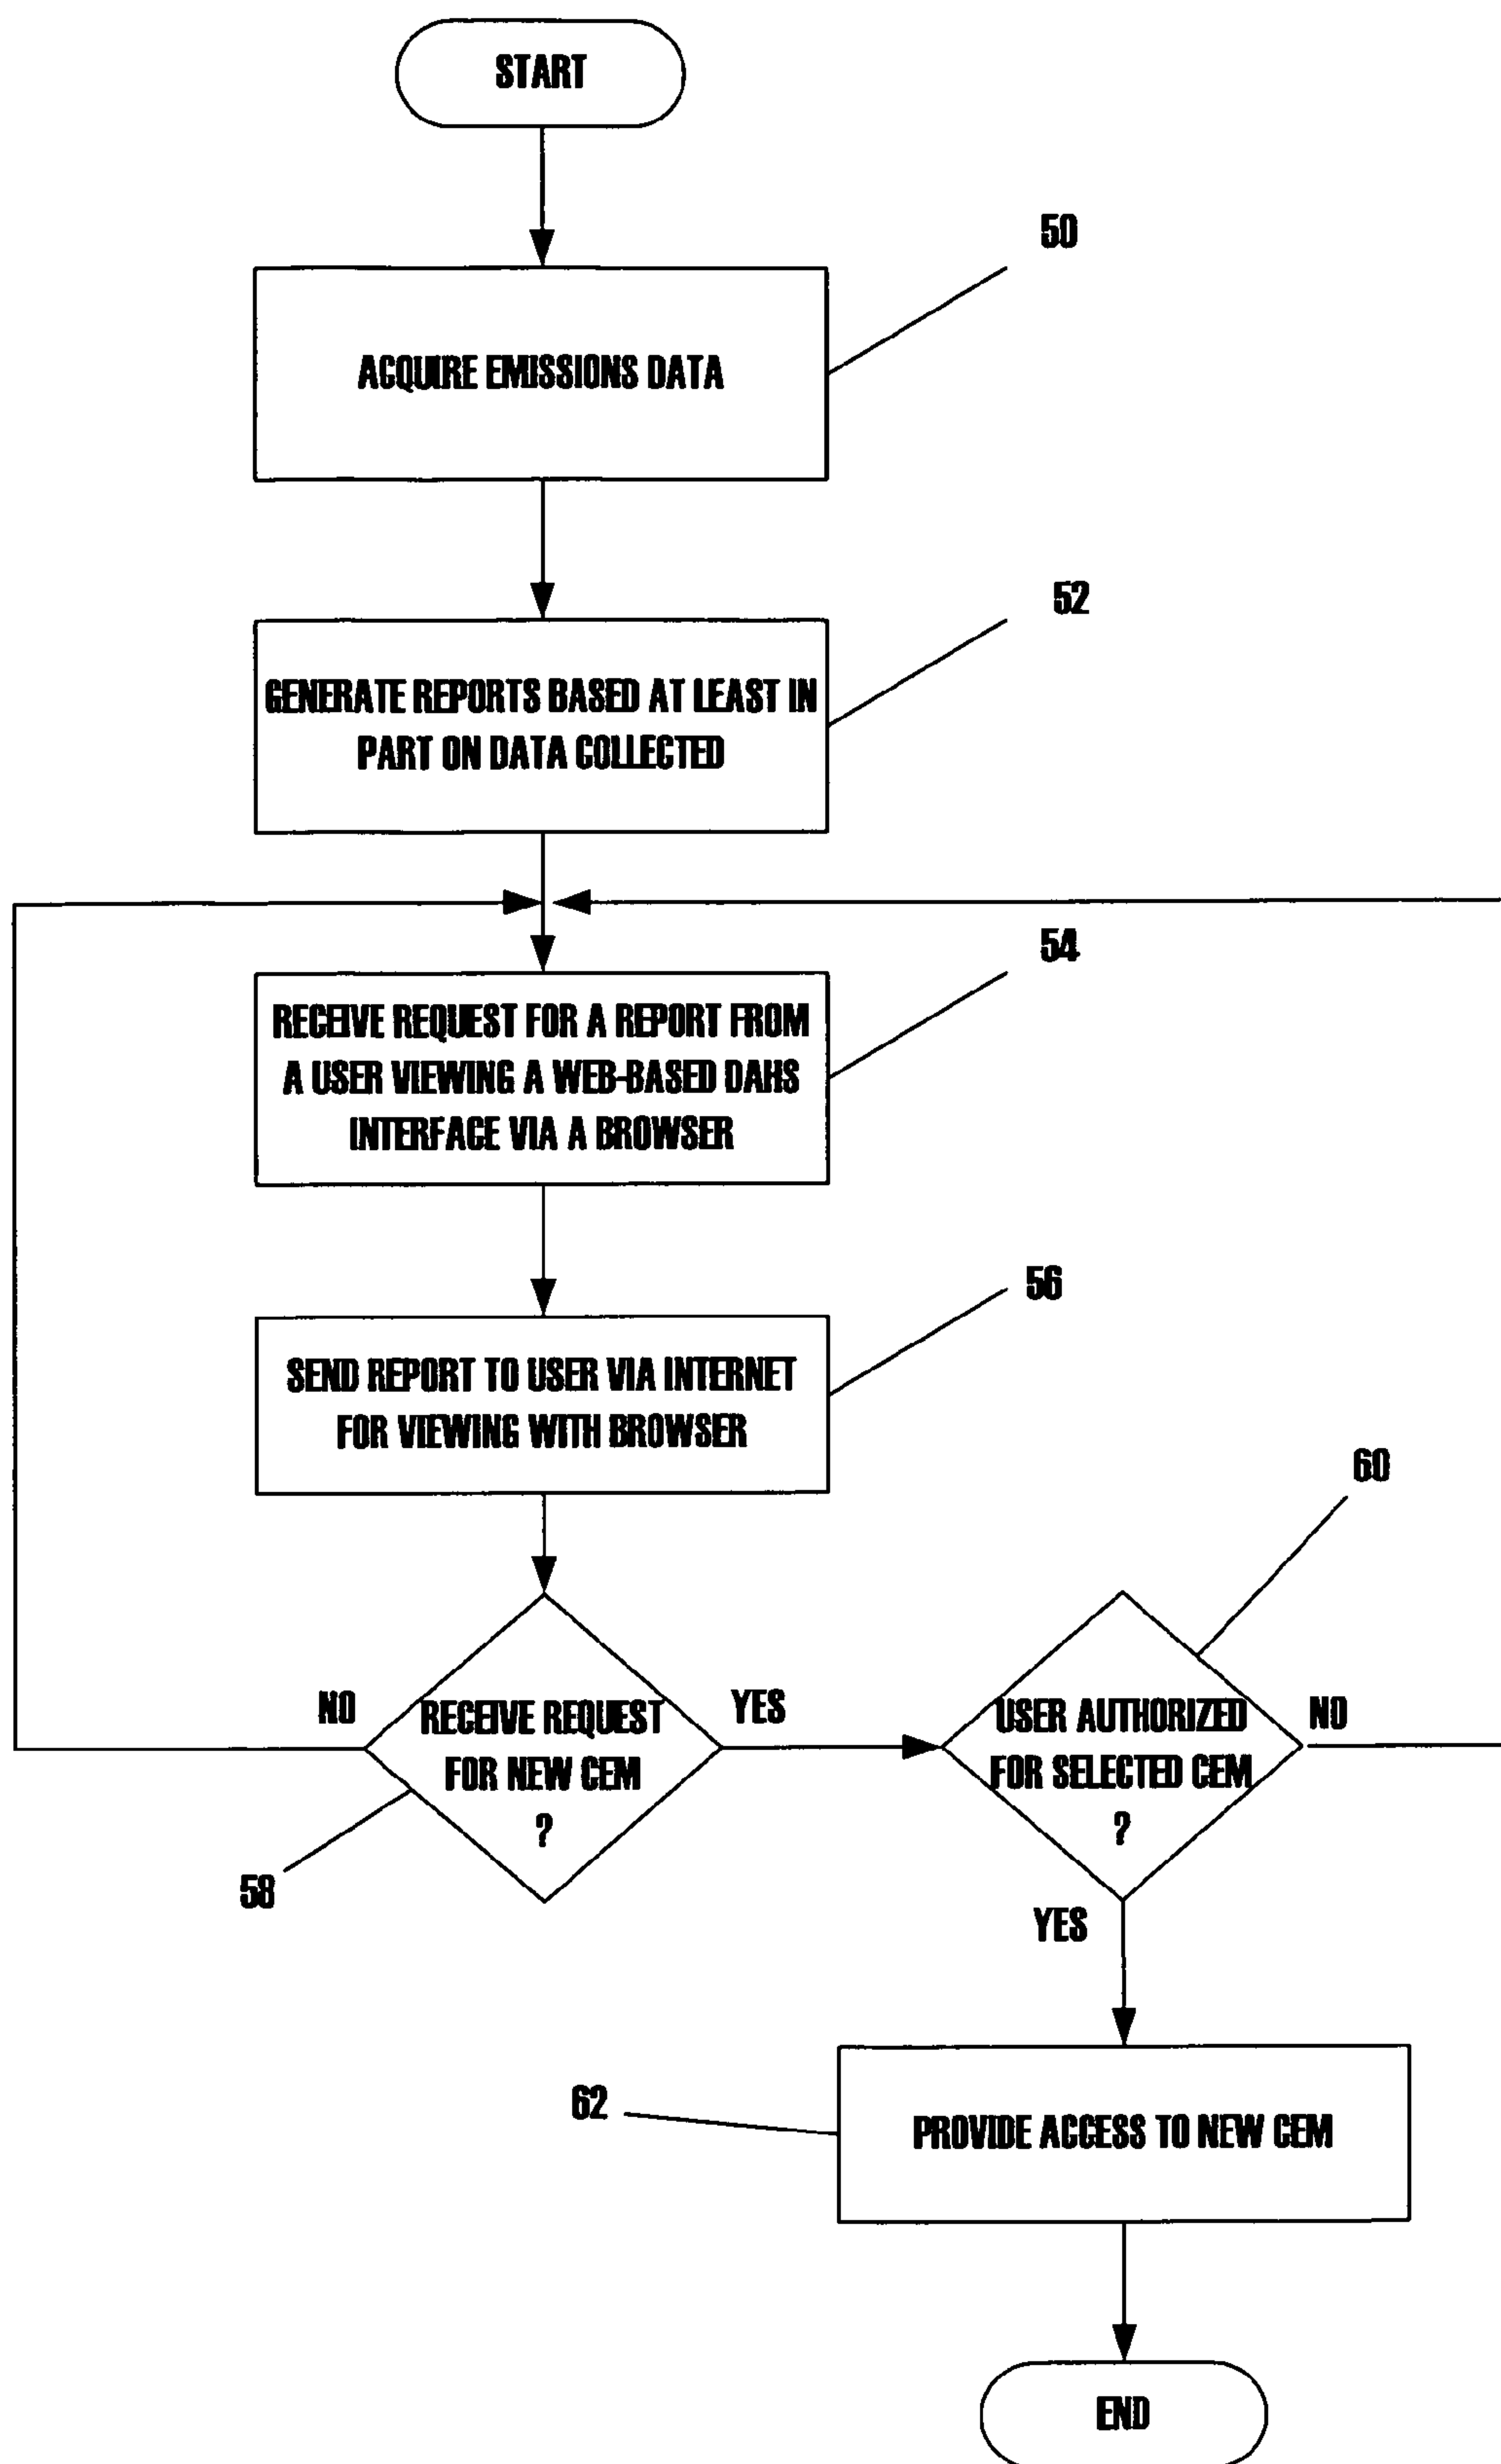 START
50
ACQUIRE EMISSIONS DATA
52
GENERATE REPORTS BASED AT LEAST IN
PART ON DATA COLLECTED
54
RECEIVE REQUEST FOR A REPORT FROM
A USER VIEWING A WEB-BASED DAHS
INTERFACE VIA A BROWSER
56
SEND REPORT TO USER VIA INTERNET
FOR VIEWING WITH BROWSER
60
NO
RECEIVE REQUEST
FOR NEW CEM
?
YES
USER AUTHORIZED
FOR SELECTED CEM
?
NO
58
YES
62
PROVIDE ACCESS TO NEW CEM
END